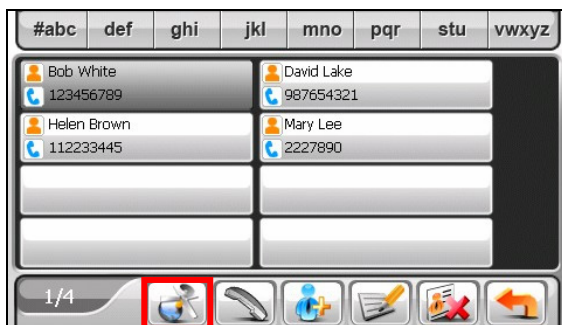 #abc def ghi jkl mno pqr stu vwxyz
Bob White
123456789
David Lake
987654321
Helen Brown
112233445
Mary Lee
2227890
1/4